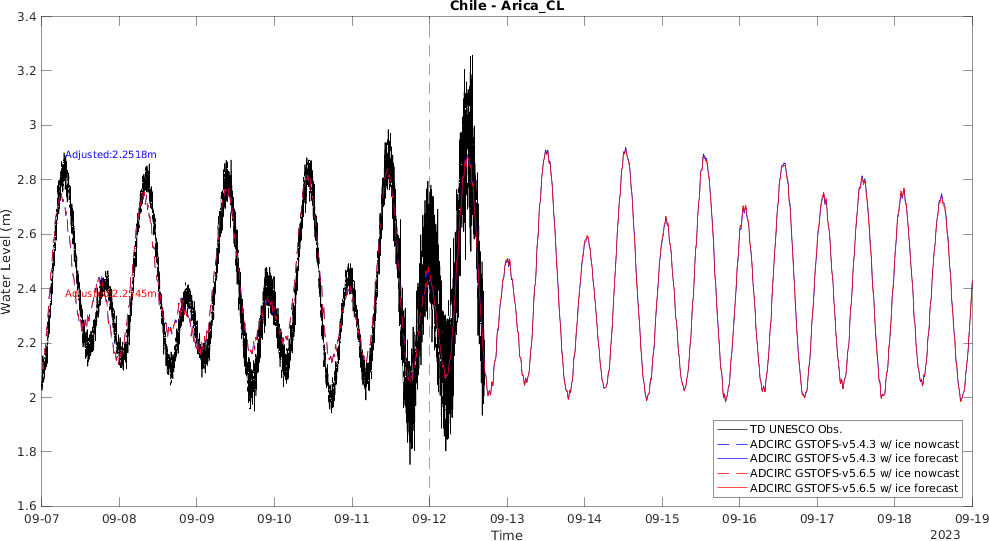 Chile - Arica_CL
3.4
3.2
3
2.8
2.6
2.4
2.2
2
1.8
1.6
Water Level (m)
Adjusted:2.2518m
Adjusted:2.2545m
TD UNESCO Obs.
ADCIRC GSTOFS-v5.4.3 w/ ice nowcast
ADCIRC GSTOFS-v5.4.3 w/ ice forecast
ADCIRC GSTOFS-v5.6.5 w/ ice nowcast
ADCIRC GSTOFS-v5.6.5 w/ ice forecast
09-07 09-08 09-09 09-10 09-11 09-12 09-13 09-14 09-15 09-16 09-17 09-18 09-19
Time
2023